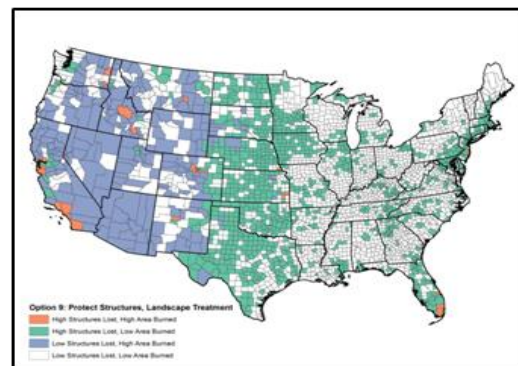 Option 9: Protect Structures, Landscape Treatment
High Structures Lost, High Area Burned
High Structures Lost, Low Area Burned
Low Structures Lost, High Area Burned
Low Structures Lost, Low Area Burned